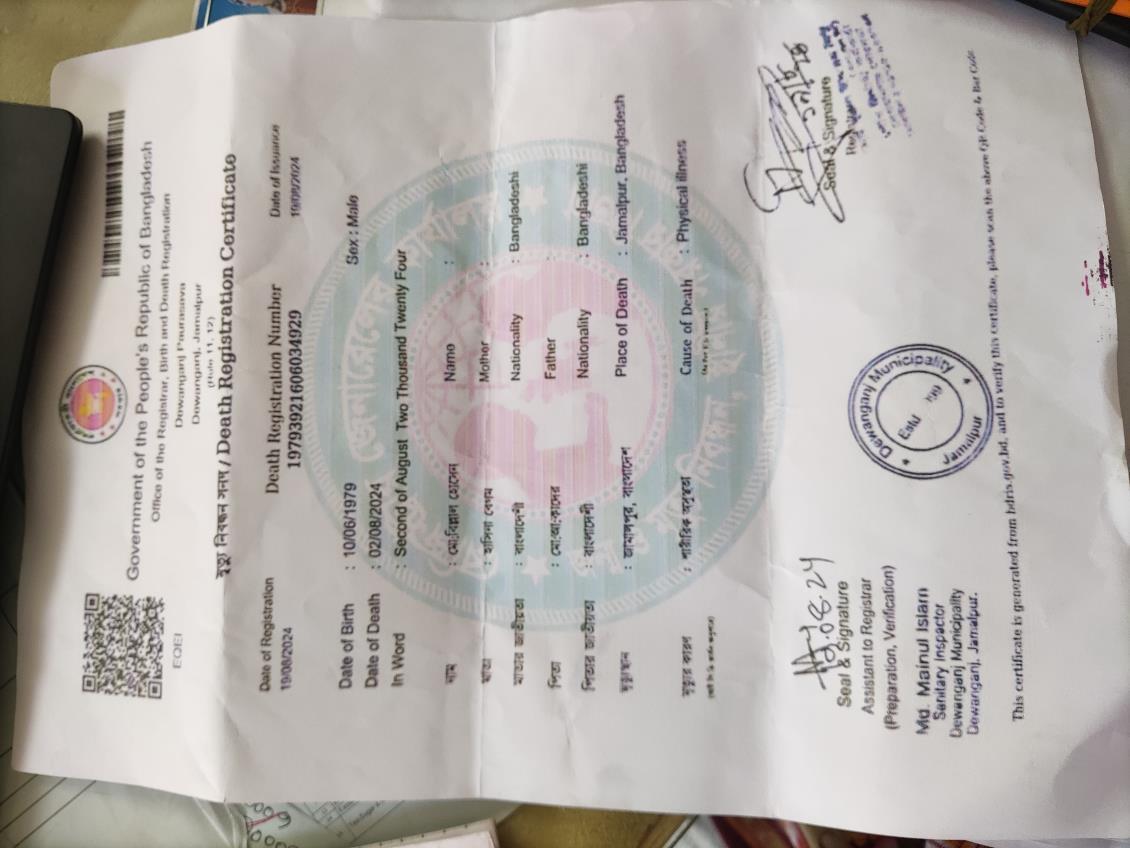 Government of the People's Republic of Bangladesh
Office of the Registrar, Birth and Death Registration
Dewanganj Paurasava
Dewanganj, Jamalpur
(Rule 11, 12)
EQEI
মৃত্যু নিবন্ধন সনদ / Death Registration Certificate
Date of Registration
19/08/2024
Death Registration Number
19793921606034929
Date of Issuance
19/08/2024
Date of Birth : 10/06/1979 Sex : Male
Date of Death : 02/08/2024
In Word : Second of August Two Thousand Twenty Four
নাম : মো:বিল্লাল হোসেন Name :
মাতা : হাসিনা বেগম Mother
মাতার জাতীয়তা : বাংলাদেশী Nationality : Bangladeshi
পিতা : মো:আ:কাদের Father
পিতার জাতীয়তা : বাংলাদেশী Nationality : Bangladeshi
মৃত্যুস্থান : জামালপুর, বাংলাদেশ Place of Death : Jamalpur, Bangladesh
মৃত্যুর কারণ : শারীরিক অসুস্থতা Cause of Death : Physical illness
Seal & Signature
Assistant to Registrar
(Preparation, Verification)
Md. Mainul Islam
Sanitary Inspector
Dewanganj Municipality
Dewanganj, Jamalpur.
Dewanganj Municipality
Estd
Jamalpur
Seal & Signature
This certificate is generated from bdris.gov.bd, and to verify this certificate, please scan the above QR Code & Bar Code.